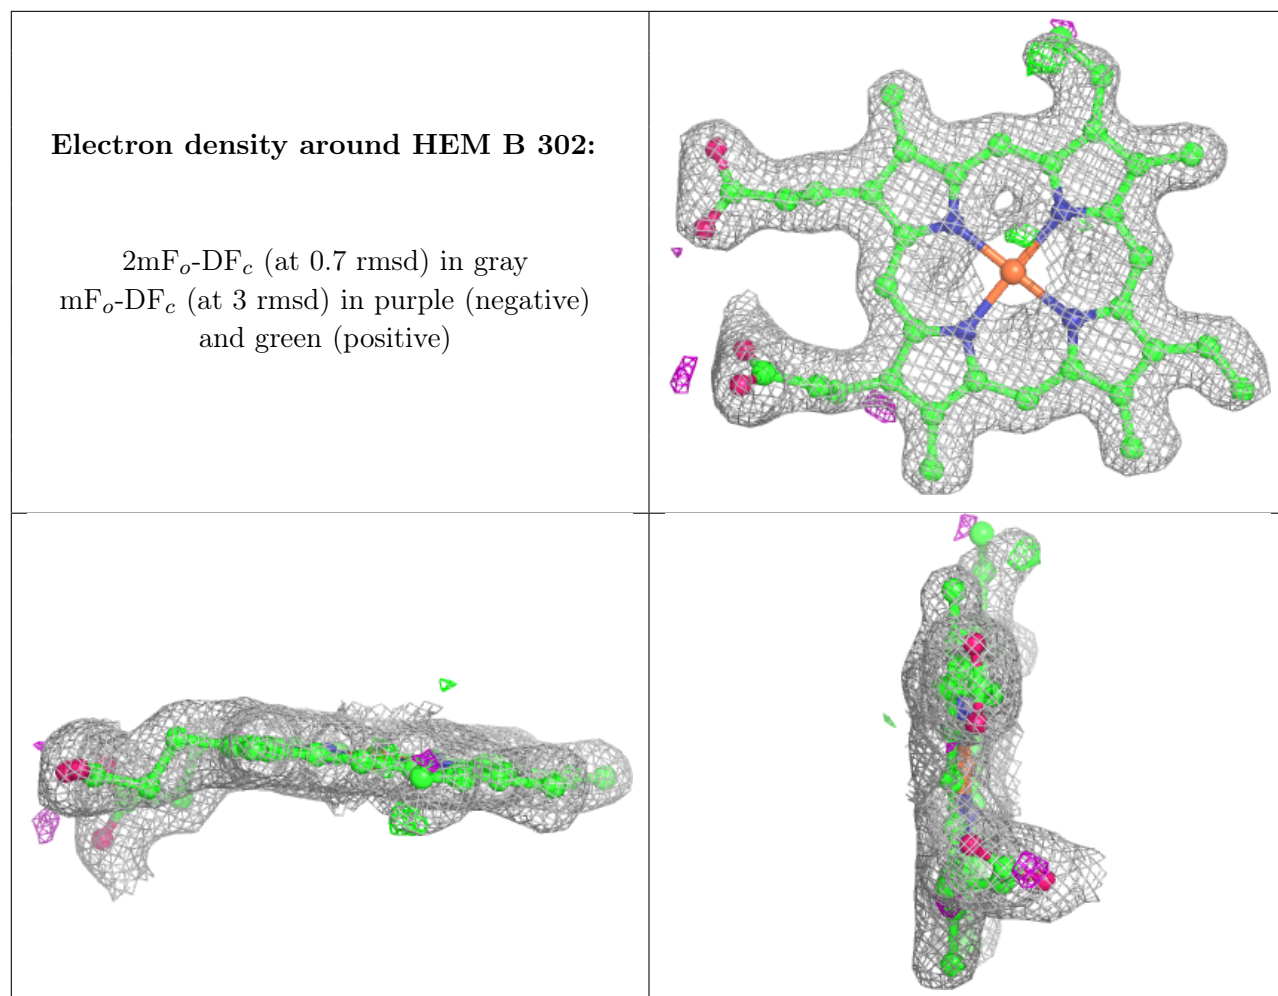 Electron density around HEM B 302:
2mFo-DFc (at 0.7 rmsd) in gray
mFo-DFc (at 3 rmsd) in purple (negative)
and green (positive)